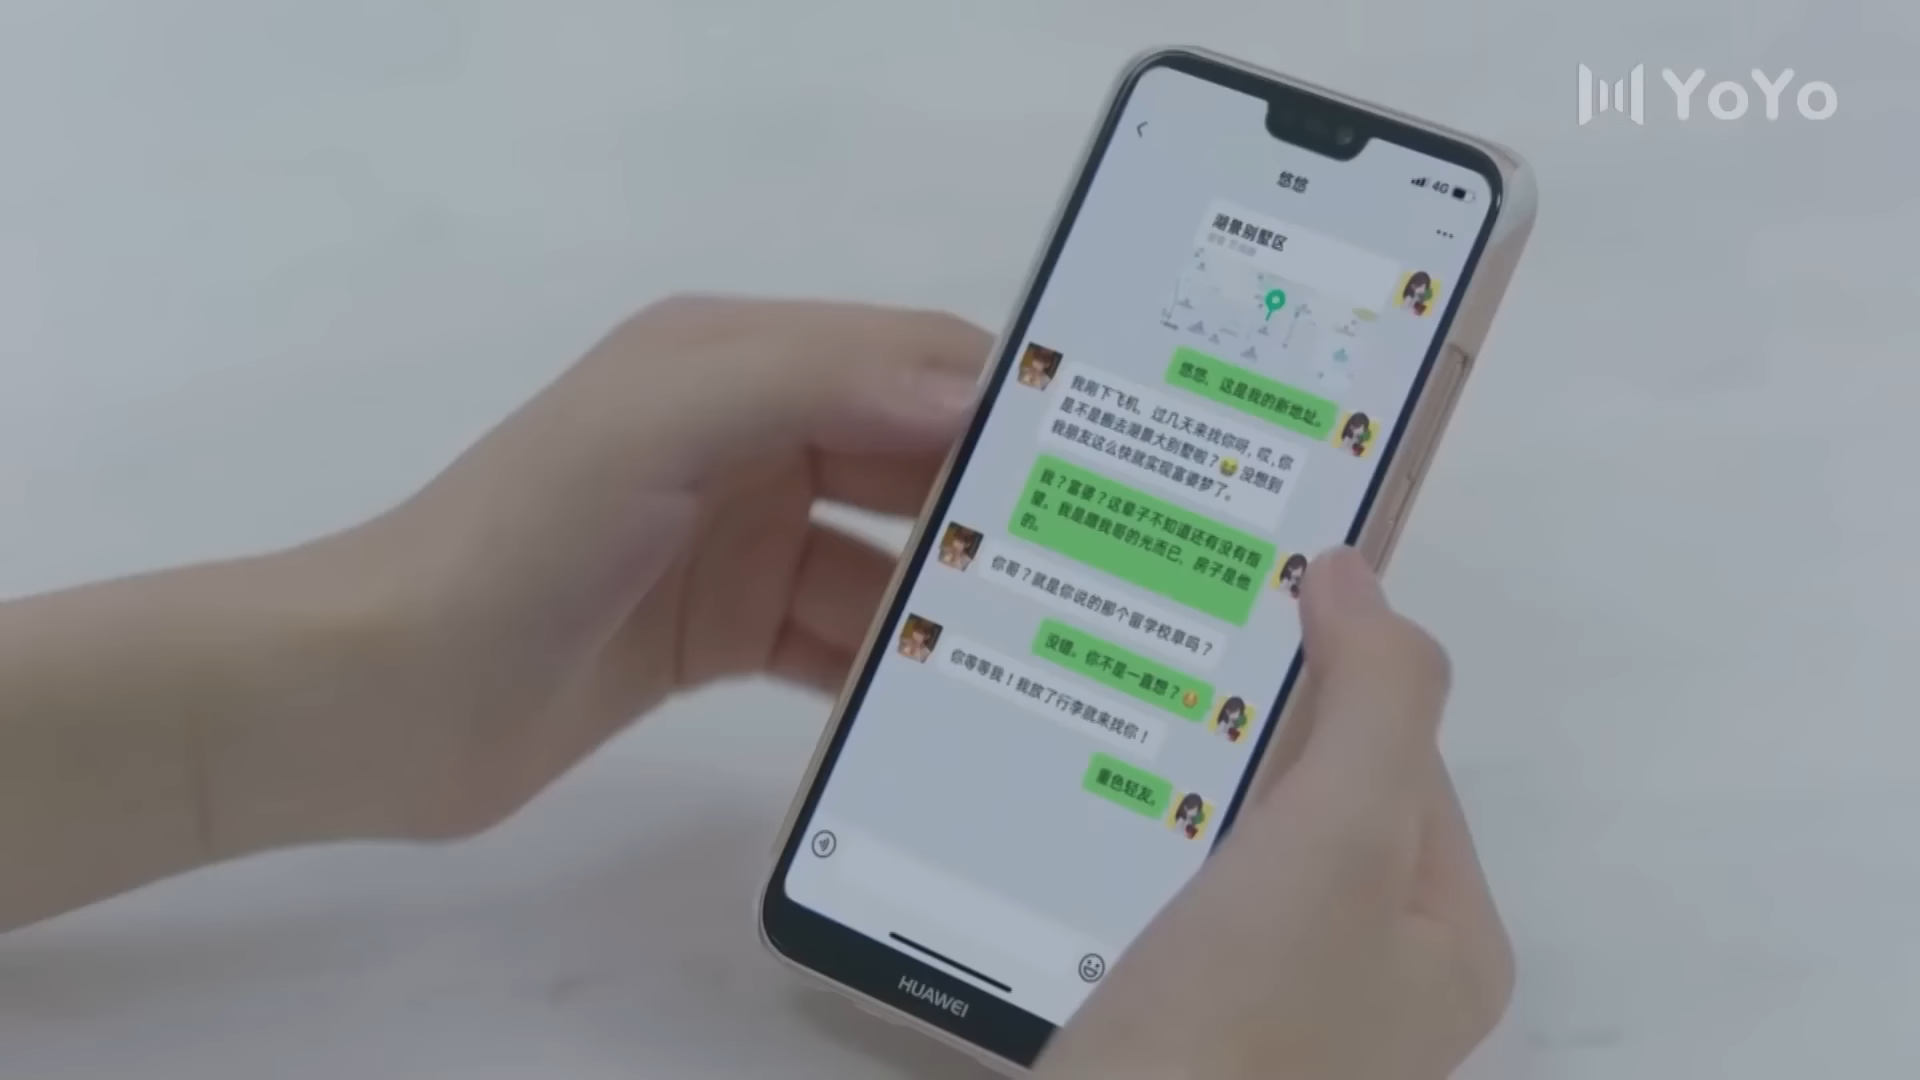 YoYo
4G
悠悠
湖景别墅区
悠悠，这是我的新地址。
我刚下飞机，过几天来找你呀，哎，你
是不是搬去湖景大别墅啦？没想到
我朋友这么快就实现富婆梦了。
我？富婆？这辈子不知道还有没有指
望。我是蹭我哥的光而已，房子是他
的。
你哥？就是你说的那个留学校草吗？
没错。你不是一直想？
你等等我！我放了行李就来找你！
重色轻友。
HUAWEI